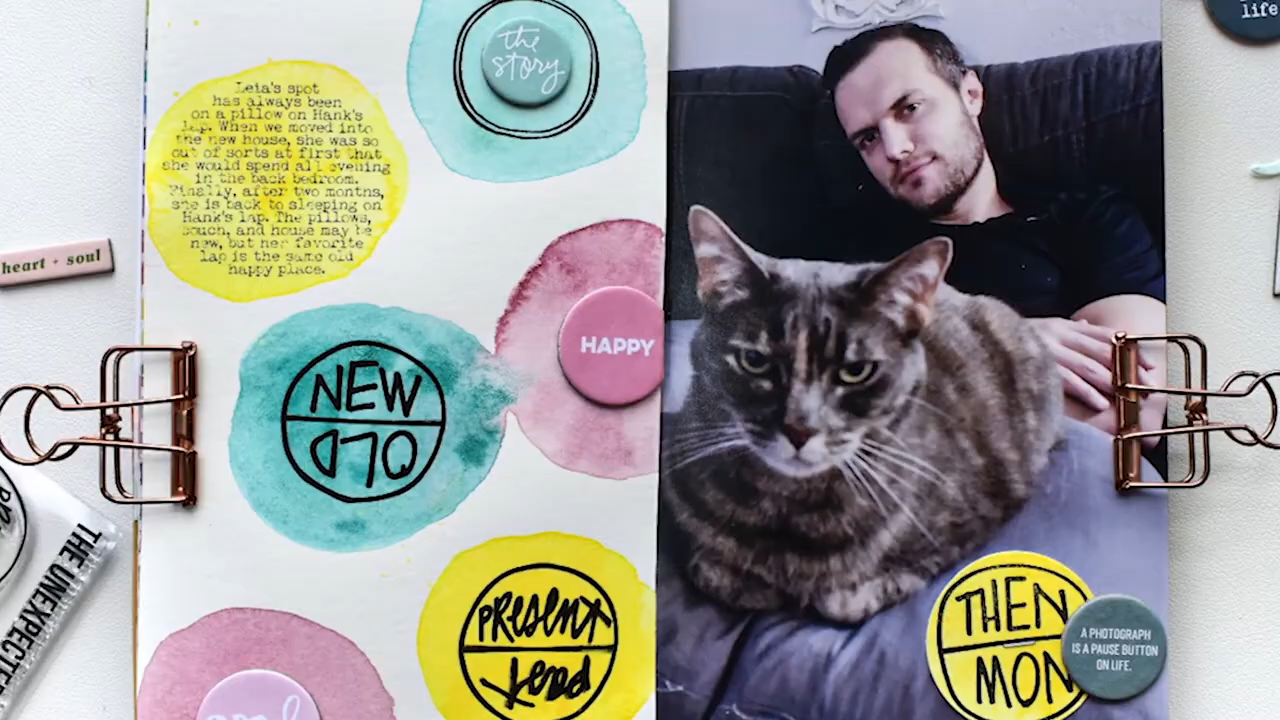 the
story
life
Leia's spot
has always been
on a pillow on Hank's
lap. When we moved into
the new house, she was so
out of sorts at first that
she would spend all evening
in the back bedroom.
Finally, after two months,
she is back to sleeping on
Hank's lap. The pillows,
couch, and house may be
new, but her favorite
lap is the same old
happy place.
heart + soul
HAPPY
NEW
OLD
THE UNEXPECTED
PRESENT
past
THEN
A PHOTOGRAPH
IS A PAUSE BUTTON
ON LIFE.